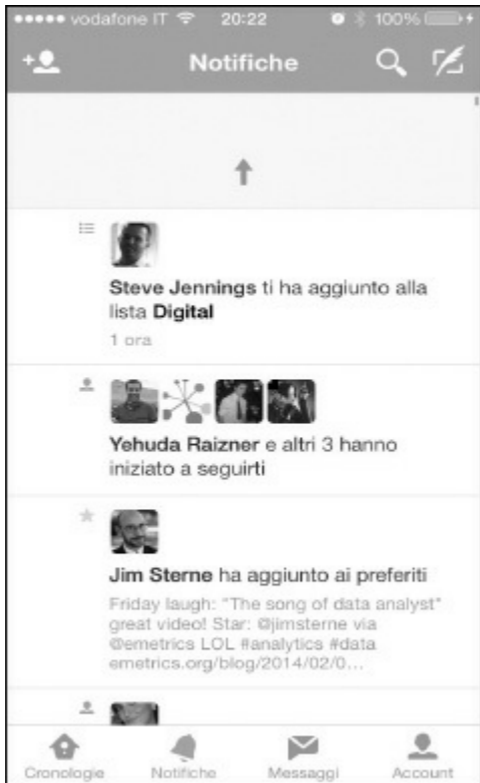 vodafone IT 20:22 100%
Notifiche
Steve Jennings ti ha aggiunto alla
lista Digital
1 ora
Yehuda Raizner e altri 3 hanno
iniziato a seguirti
Jim Sterne ha aggiunto ai preferiti
Friday laugh: "The song of data analyst"
great video! Star: @jimsterne via
@emetrics LOL #analytics #data
emetrics.org/blog/2014/02/0...
Cronologie Notifiche Messaggi Account